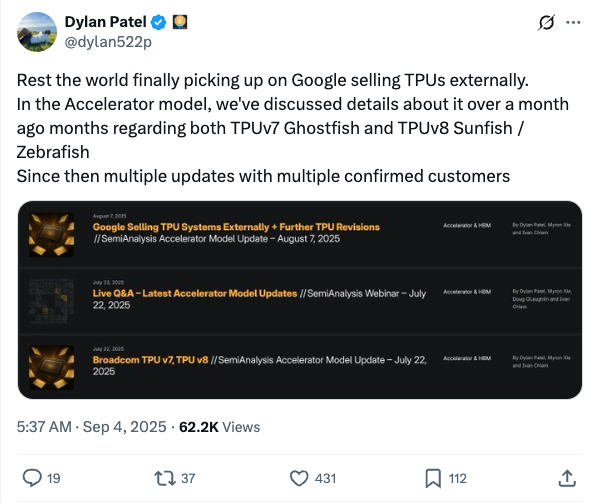 Dylan Patel
@dylan522p
Rest the world finally picking up on Google selling TPUs externally.
In the Accelerator model, we've discussed details about it over a month
ago months regarding both TPUv7 Ghostfish and TPUv8 Sunfish /
Zebrafish
Since then multiple updates with multiple confirmed customers
August 7, 2025
Google Selling TPU Systems Externally + Further TPU Revisions
//SemiAnalysis Accelerator Model Update – August 7, 2025
Accelerator & HBM
By Dylan Patel, Myron Xie
and Ivan Chiam
July 23, 2025
Live Q&A – Latest Accelerator Model Updates //SemiAnalysis Webinar – July
22, 2025
Accelerator & HBM
By Dylan Patel, Myron Xie,
Doug OLaughlin and Ivan
Chiam
July 22, 2025
Broadcom TPU v7, TPU v8 //SemiAnalysis Accelerator Model Update – July 22,
2025
Accelerator & HBM
By Dylan Patel, Myron Xie
and Ivan Chiam
5:37 AM · Sep 4, 2025 · 62.2K Views
19
37
431
112